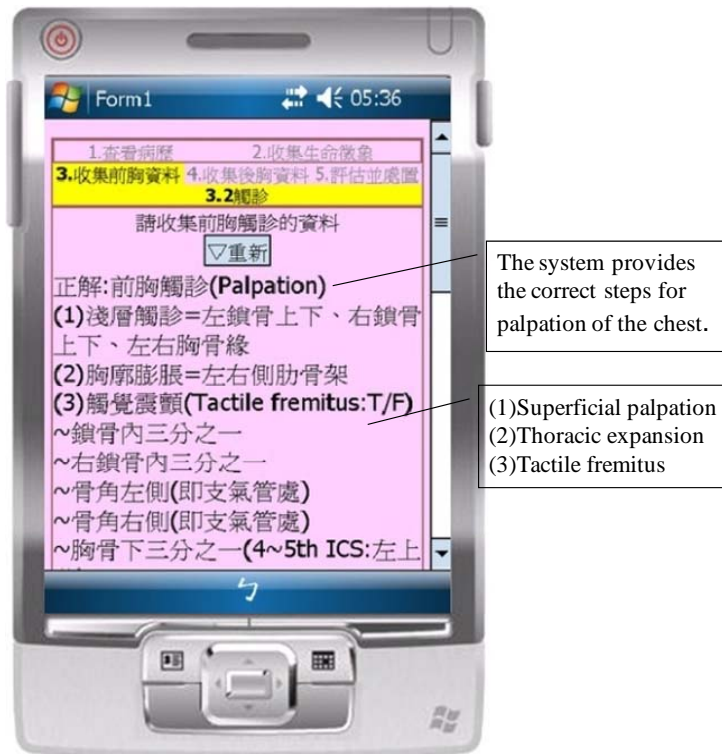 Form1 05:36
1.查看病歷 2.收集生命徵象
3.收集前胸資料 4.收集後胸資料 5.評估並處置
3.2觸診
請收集前胸觸診的資料
▽重新
正解:前胸觸診(Palpation)
(1)淺層觸診=左鎖骨上下、右鎖骨
上下、左右胸骨緣
(2)胸廓膨脹=左右側肋骨架
(3)觸覺震顫(Tactile fremitus:T/F)
~鎖骨內三分之一
~右鎖骨內三分之一
~骨角左側(即支氣管處)
~骨角右側(即支氣管處)
~胸骨下三分之一(4~5th ICS:左上
ㄅ
The system provides
the correct steps for
palpation of the chest.
(1)Superficial palpation
(2)Thoracic expansion
(3)Tactile fremitus